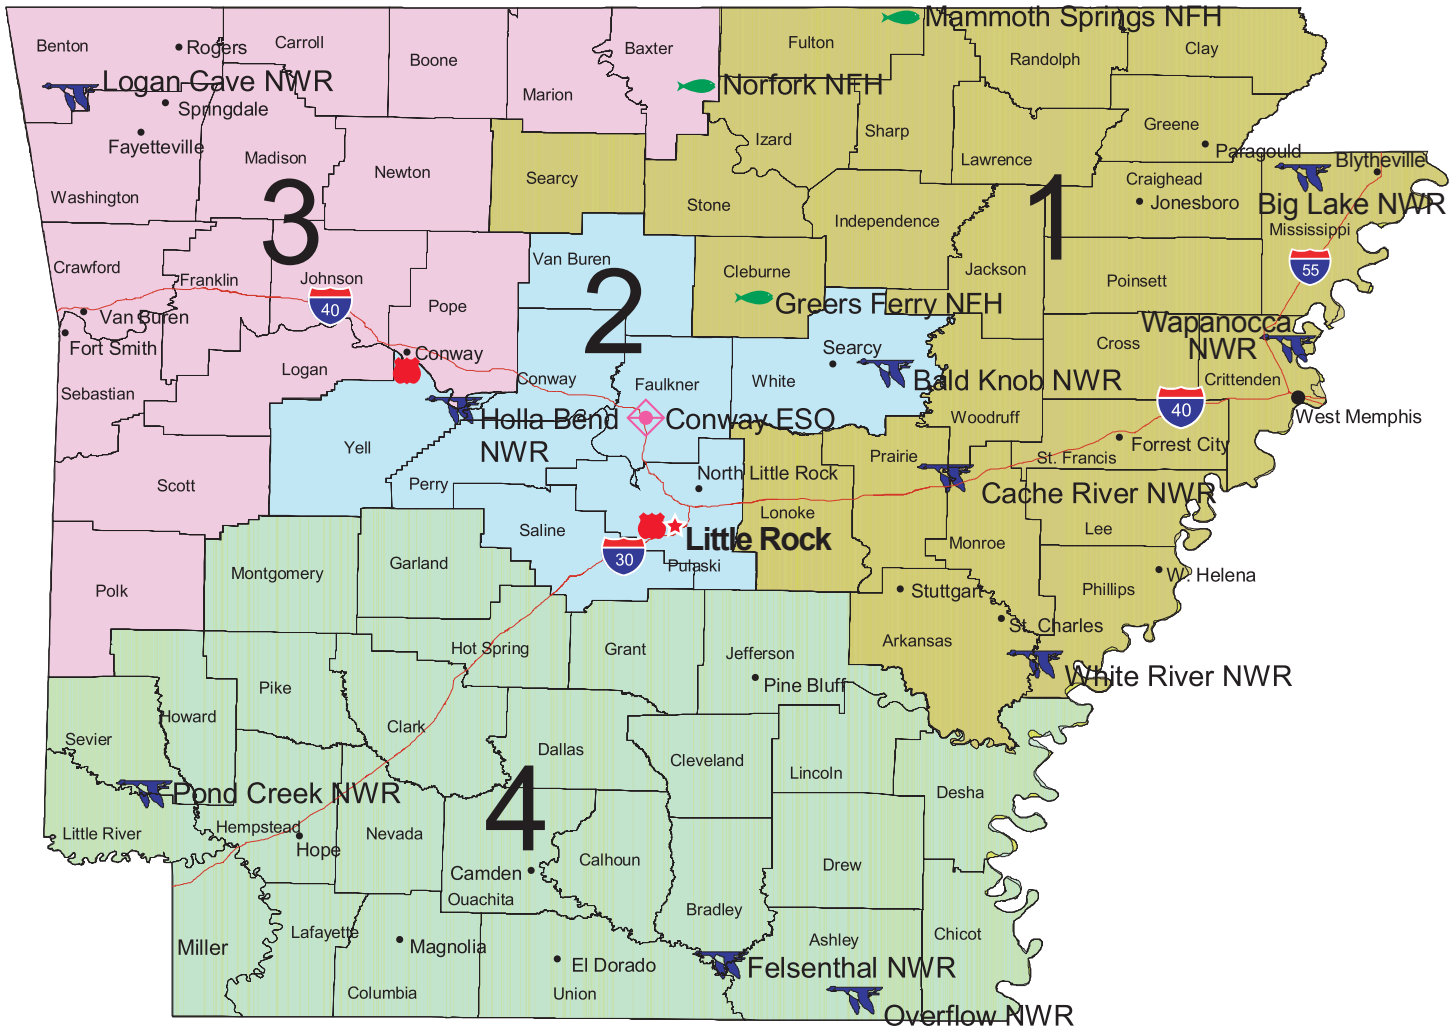 Mammoth Springs NFH
Benton
Rogers
Carroll
Boone
Baxter
Fulton
Randolph
Clay
Logan Cave NWR
Springdale
Marion
Norfork NFH
Fayetteville
Madison
Newton
Izard
Sharp
Lawrence
Greene
Paragould
Blytheville
Washington
3
Searcy
Stone
Independence
1
Craighead
Jonesboro
Big Lake NWR
Mississippi
Crawford
Franklin
Johnson
Van Buren
2
Cleburne
Jackson
Poinsett
55
40
Pope
Greers Ferry NFH
Van Buren
Fort Smith
Conway
Searcy
Cross
Wapanocca
NWR
Logan
Conway
Faulkner
White
Bald Knob NWR
Crittenden
Sebastian
Holla Bend
NWR
Conway ESO
Woodruff
40
West Memphis
Yell
Prairie
Forrest City
St. Francis
Scott
Perry
North Little Rock
Cache River NWR
Saline
Lonoke
Lee
Little Rock
30
Pulaski
Monroe
Polk
Montgomery
Garland
Stuttgart
Phillips
W. Helena
Hot Spring
Grant
Jefferson
Arkansas
St. Charles
Pike
Pine Bluff
White River NWR
Howard
Sevier
Clark
Dallas
Cleveland
Lincoln
Desha
Pond Creek NWR
4
Little River
Hempstead
Hope
Nevada
Camden
Ouachita
Calhoun
Drew
Bradley
Miller
Lafayette
Magnolia
Ashley
Chicot
El Dorado
Felsenthal NWR
Columbia
Union
Overflow NWR